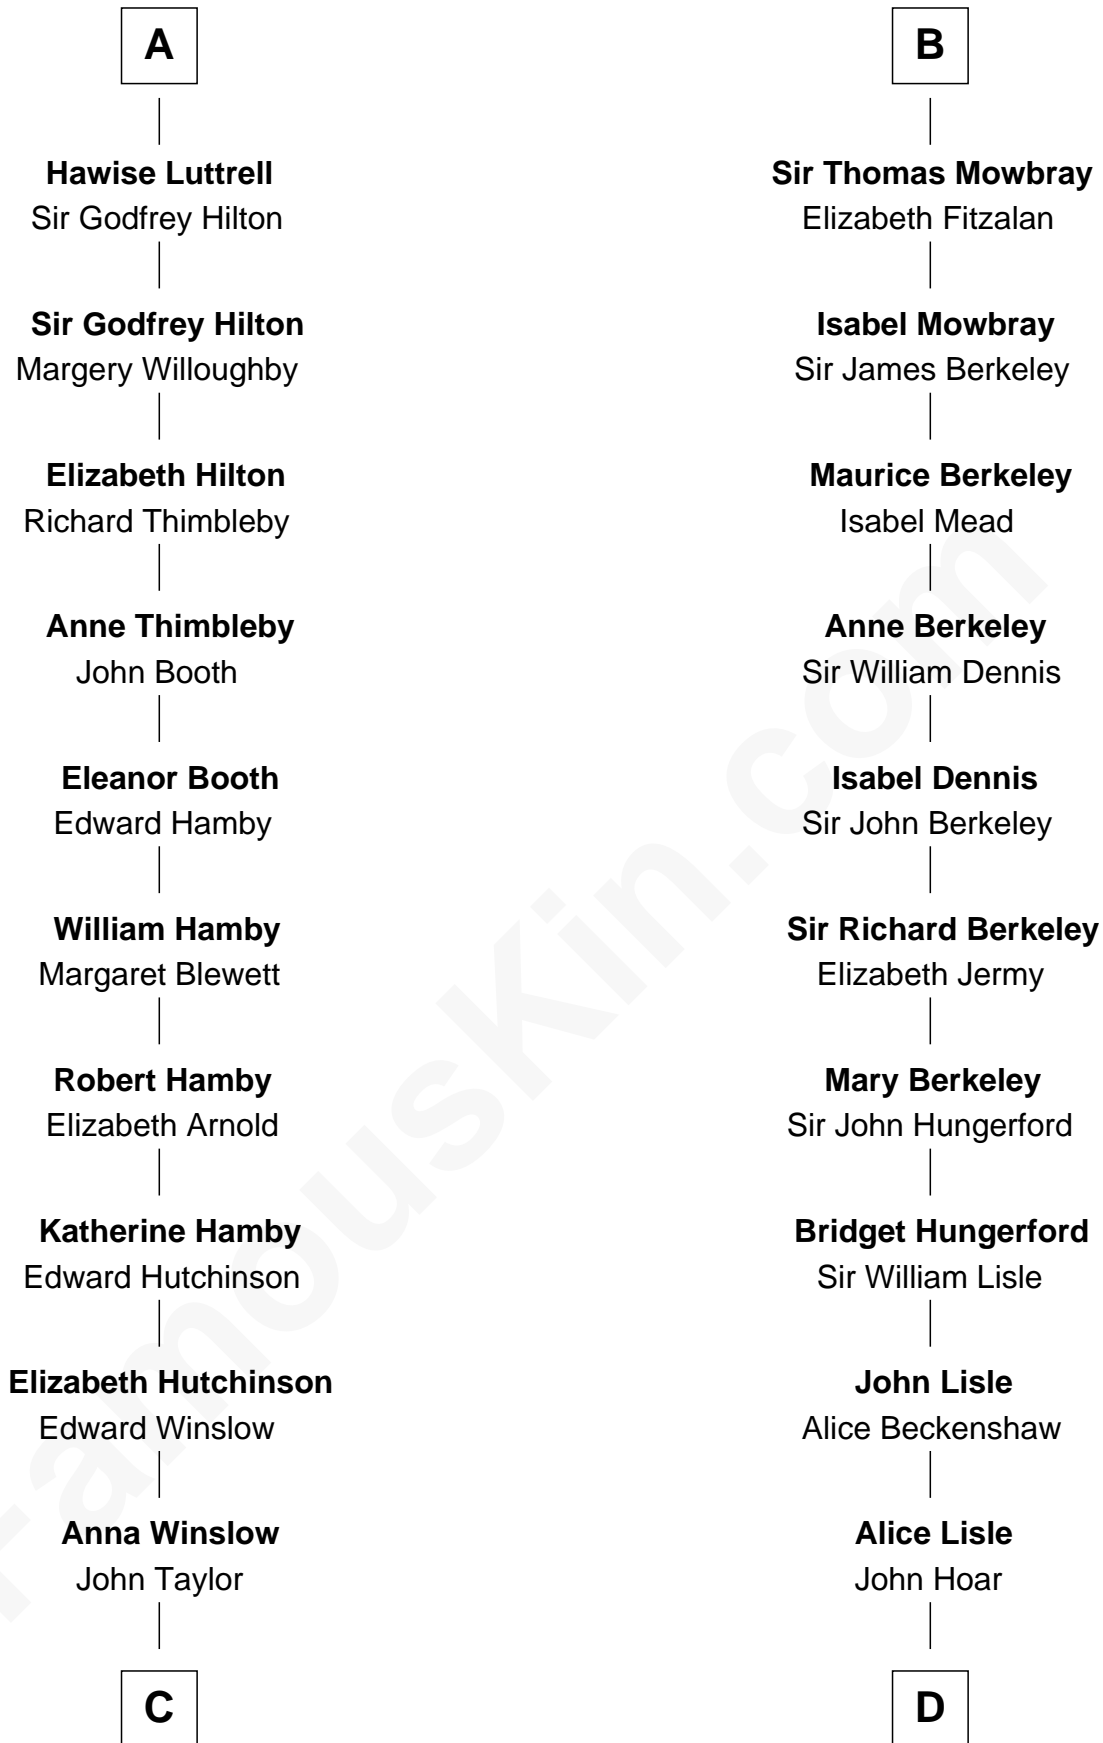 A
Hawise Luttrell
Sir Godfrey Hilton
Sir Godfrey Hilton
Margery Willoughby
Elizabeth Hilton
Richard Thimbleby
Anne Thimbleby
John Booth
Eleanor Booth
Edward Hamby
William Hamby
Margaret Blewett
Robert Hamby
Elizabeth Arnold
Katherine Hamby
Edward Hutchinson
Elizabeth Hutchinson
Edward Winslow
Anna Winslow
John Taylor
C
B
Sir Thomas Mowbray
Elizabeth Fitzalan
Isabel Mowbray
Sir James Berkeley
Maurice Berkeley
Isabel Mead
Anne Berkeley
Sir William Dennis
Isabel Dennis
Sir John Berkeley
Sir Richard Berkeley
Elizabeth Jermy
Mary Berkeley
Sir John Hungerford
Bridget Hungerford
Sir William Lisle
John Lisle
Alice Beckenshaw
Alice Lisle
John Hoar
D
FamousKin.com